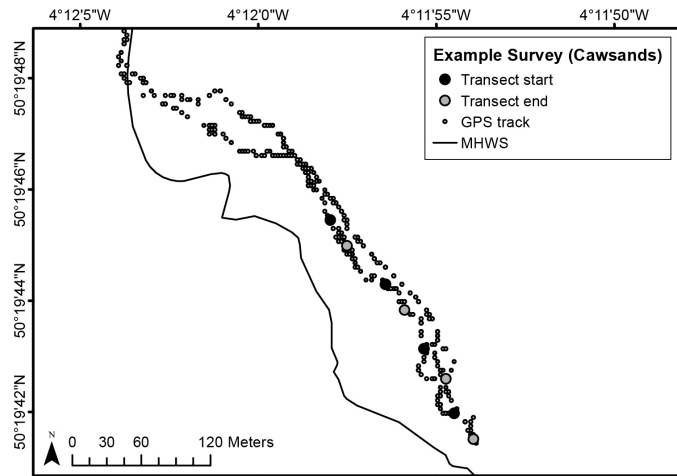 4°12'5"W 4°12'0"W 4°11'55"W 4°11'50"W
Example Survey (Cawsands)
Transect start
Transect end
GPS track
MHWS
50°19'48"N
50°19'46"N
50°19'44"N
50°19'42"N
N
0 30 60 120 Meters